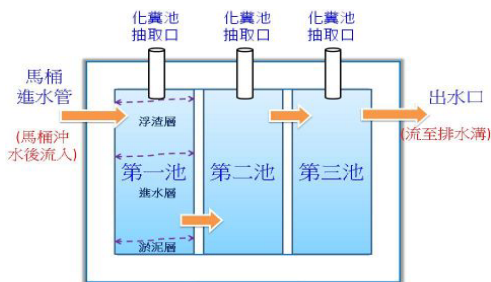 化糞池
抽取口
化糞池
抽取口
化糞池
抽取口
馬桶
進水管
(馬桶沖
水後流入)
浮渣層
第一池
進水層
淤泥層
第二池
第三池
出水口
(流至排水溝)